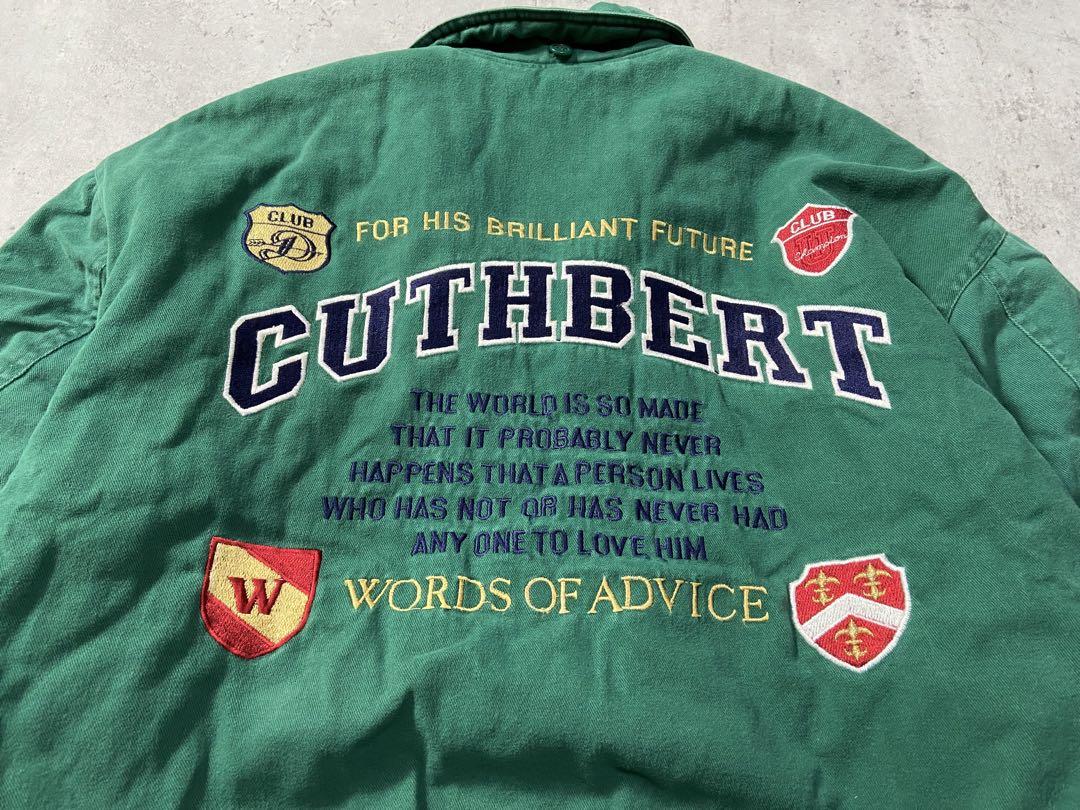 CLUB
D
FOR HIS BRILLIANT FUTURE
CLUB
Champion
CUTHBERT
THE WORLD IS SO MADE
THAT IT PROBABLY NEVER
HAPPENS THAT A PERSON LIVES
WHO HAS NOT OR HAS NEVER HAD
ANY ONE TO LOVE HIM
W
WORDS OF ADVICE